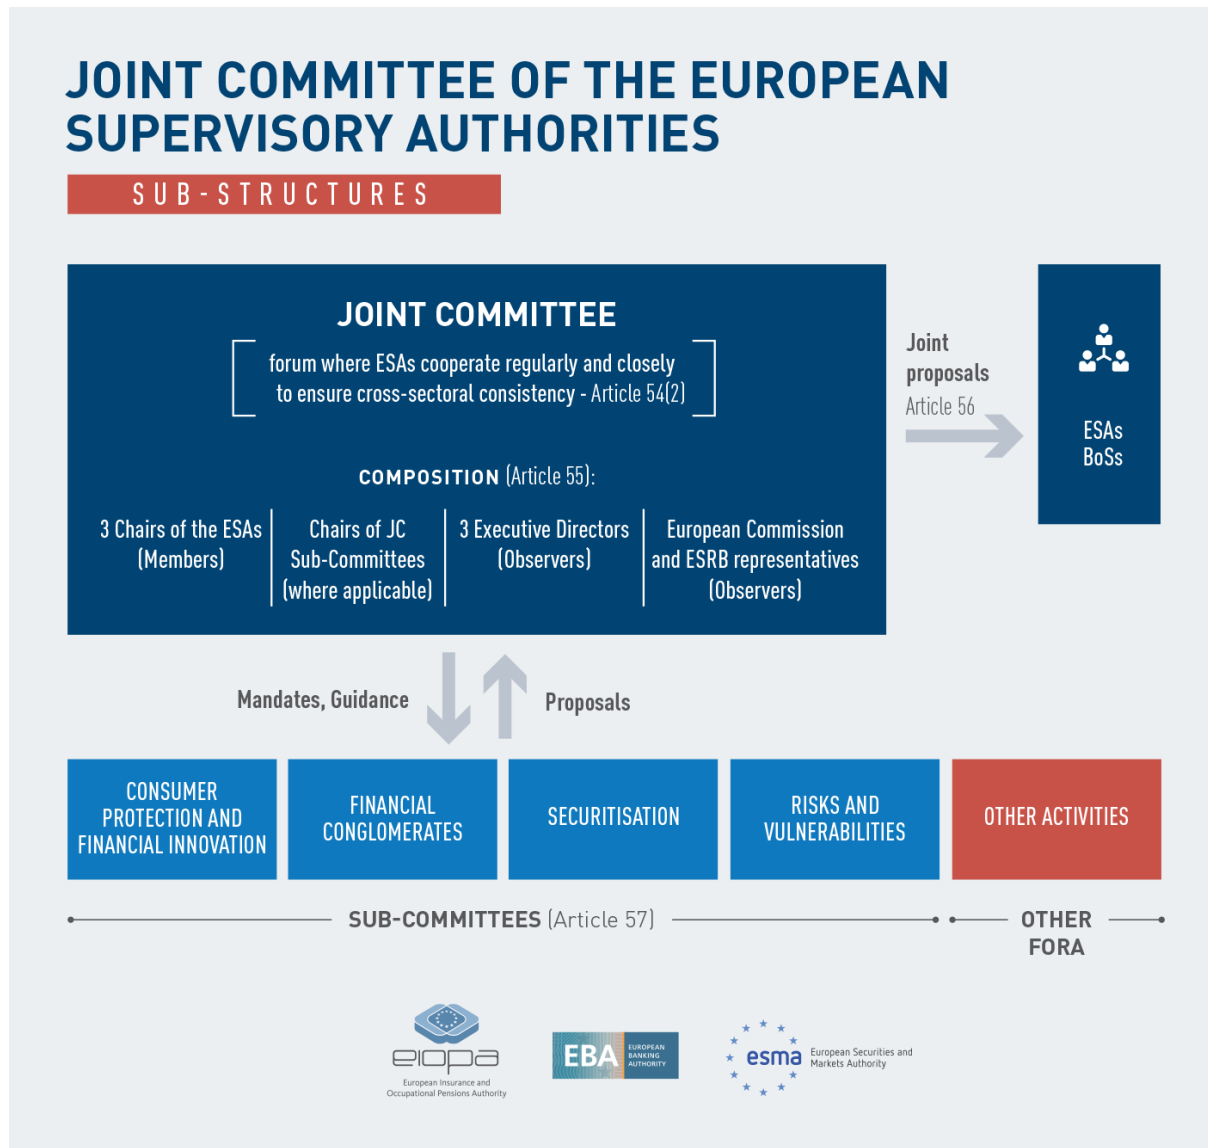 JOINT COMMITTEE OF THE EUROPEAN
SUPERVISORY AUTHORITIES
SUB-STRUCTURES
JOINT COMMITTEE
forum where ESAs cooperate regularly and closely
to ensure cross-sectoral consistency - Article 54(2)
COMPOSITION (Article 55):
3 Chairs of the ESAs
(Members)
Chairs of JC
Sub-Committees
(where applicable)
3 Executive Directors
(Observers)
European Commission
and ESRB representatives
(Observers)
Joint
proposals
Article 56
ESAs
BoSs
Mandates, Guidance
Proposals
CONSUMER
PROTECTION AND
FINANCIAL INNOVATION
FINANCIAL
CONGLOMERATES
SECURITISATION
RISKS AND
VULNERABILITIES
OTHER ACTIVITIES
SUB-COMMITTEES (Article 57)
OTHER
FORA
eiopa
European Insurance and
Occupational Pensions Authority
EBA
EUROPEAN
BANKING
AUTHORITY
esma
European Securities and
Markets Authority